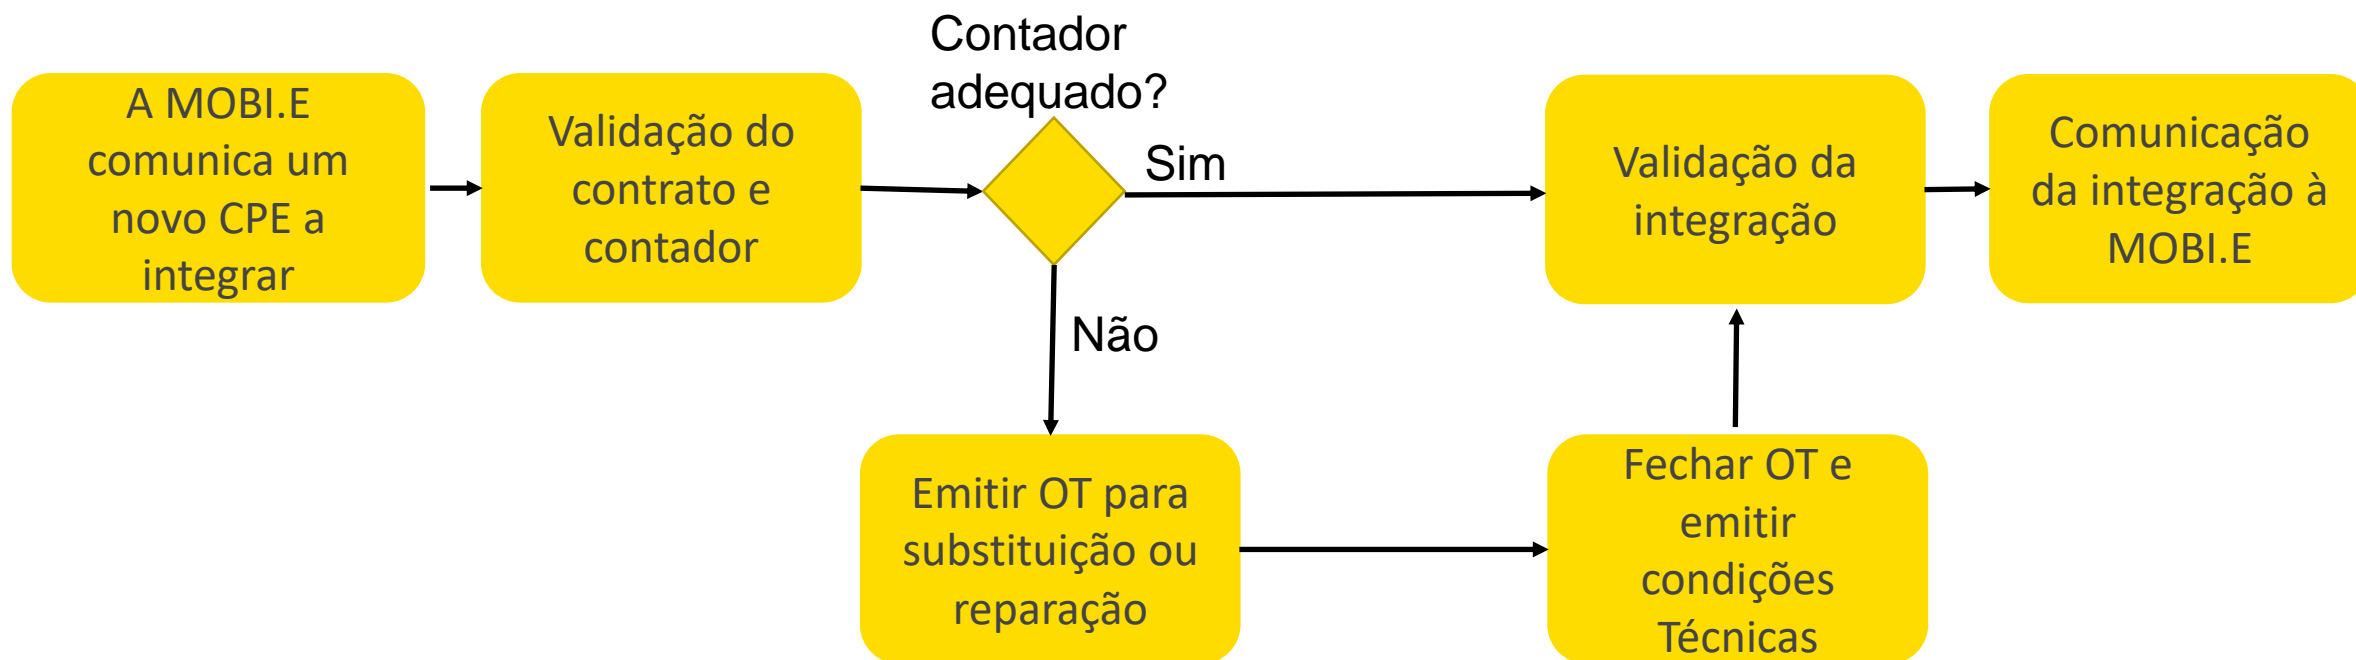 A MOBI.E
comunica um
novo CPE a
integrar
Validação do
contrato e
contador
Contador
adequado?
Sim
Não
Validação da
integração
Comunicação
da integração à
MOBI.E
Emitir OT para
substituição ou
reparação
Fechar OT e
emitir
condições
Técnicas